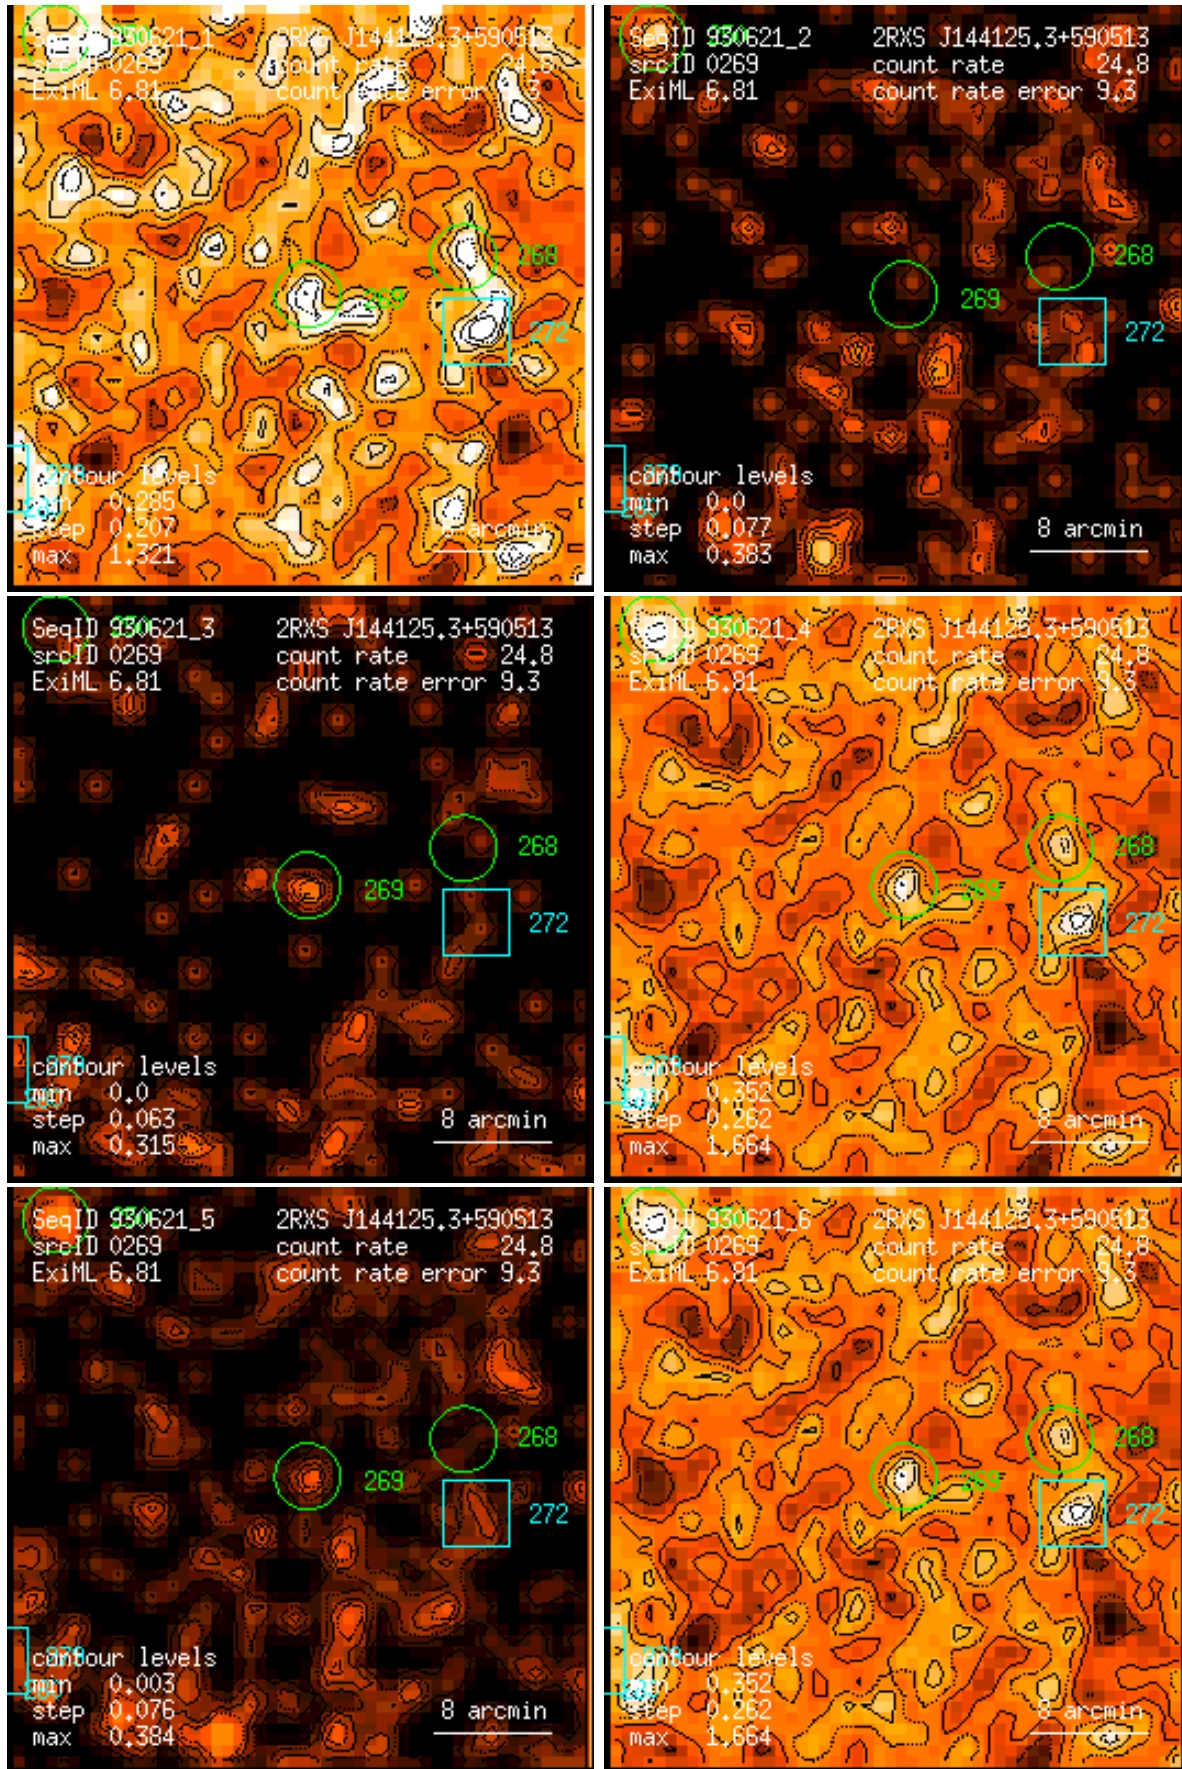 SeqID 930621_1 2RXS J144125.3+590513
srcID 0269 count rate 24.8
ExiML 6.81 count rate error 9.3
268
269
272
contour levels
min 0.285
step 0.207
max 1.321
8 arcmin
SeqID 930621_2 2RXS J144125.3+590513
srcID 0269 count rate 24.8
ExiML 6.81 count rate error 9.3
268
269
272
contour levels
min 0.0
step 0.077
max 0.383
8 arcmin
SeqID 930621_3 2RXS J144125.3+590513
srcID 0269 count rate 24.8
ExiML 6.81 count rate error 9.3
268
269
272
contour levels
min 0.0
step 0.063
max 0.315
8 arcmin
SeqID 930621_4 2RXS J144125.3+590513
srcID 0269 count rate 24.8
ExiML 6.81 count rate error 9.3
268
269
272
contour levels
min 0.352
step 0.262
max 1.664
8 arcmin
SeqID 930621_5 2RXS J144125.3+590513
srcID 0269 count rate 24.8
ExiML 6.81 count rate error 9.3
268
269
272
contour levels
min 0.003
step 0.076
max 0.384
8 arcmin
SeqID 930621_6 2RXS J144125.3+590513
srcID 0269 count rate 24.8
ExiML 6.81 count rate error 9.3
268
269
272
contour levels
min 0.352
step 0.262
max 1.664
8 arcmin